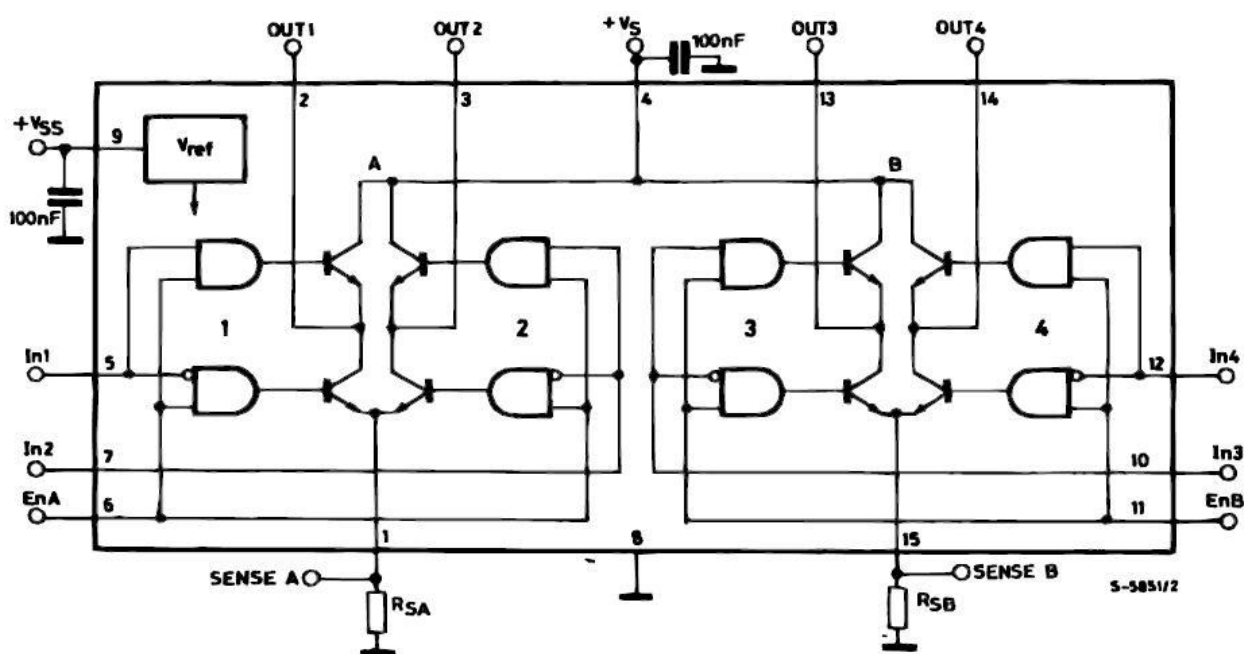 OUT1 OUT2 +VS 100nF OUT3 OUT4
2 3 4 13 14
+VSS 9 Vref
A B
100nF
1 2 3 4
In1 5 12 In4
In2 7 10 In3
EnA 6 11 EnB
1 8 15
SENSE A SENSE B
S-5851/2
RSA RSB